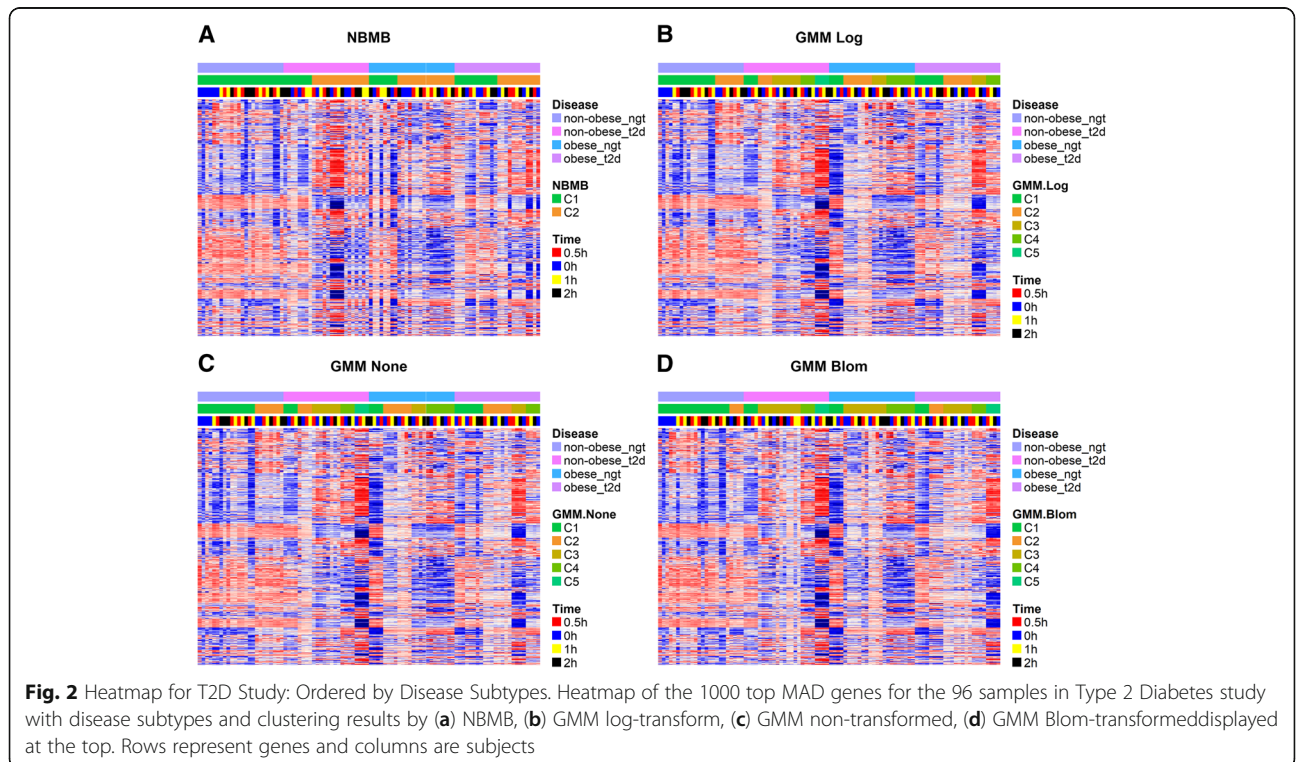 A
NBMB
Disease
non-obese_ngt
non-obese_t2d
obese_ngt
obese_t2d
NBMB
C1
C2
Time
0.5h
0h
1h
2h
B
GMM Log
Disease
non-obese_ngt
non-obese_t2d
obese_ngt
obese_t2d
GMM.Log
C1
C2
C3
C4
C5
Time
0.5h
0h
1h
2h
C
GMM None
Disease
non-obese_ngt
non-obese_t2d
obese_ngt
obese_t2d
GMM.None
C1
C2
C3
C4
C5
Time
0.5h
0h
1h
2h
D
GMM Blom
Disease
non-obese_ngt
non-obese_t2d
obese_ngt
obese_t2d
GMM.Blom
C1
C2
C3
C4
C5
Time
0.5h
0h
1h
2h
Fig. 2 Heatmap for T2D Study: Ordered by Disease Subtypes. Heatmap of the 1000 top MAD genes for the 96 samples in Type 2 Diabetes study
with disease subtypes and clustering results by (a) NBMB, (b) GMM log-transform, (c) GMM non-transformed, (d) GMM Blom-transformeddisplayed
at the top. Rows represent genes and columns are subjects